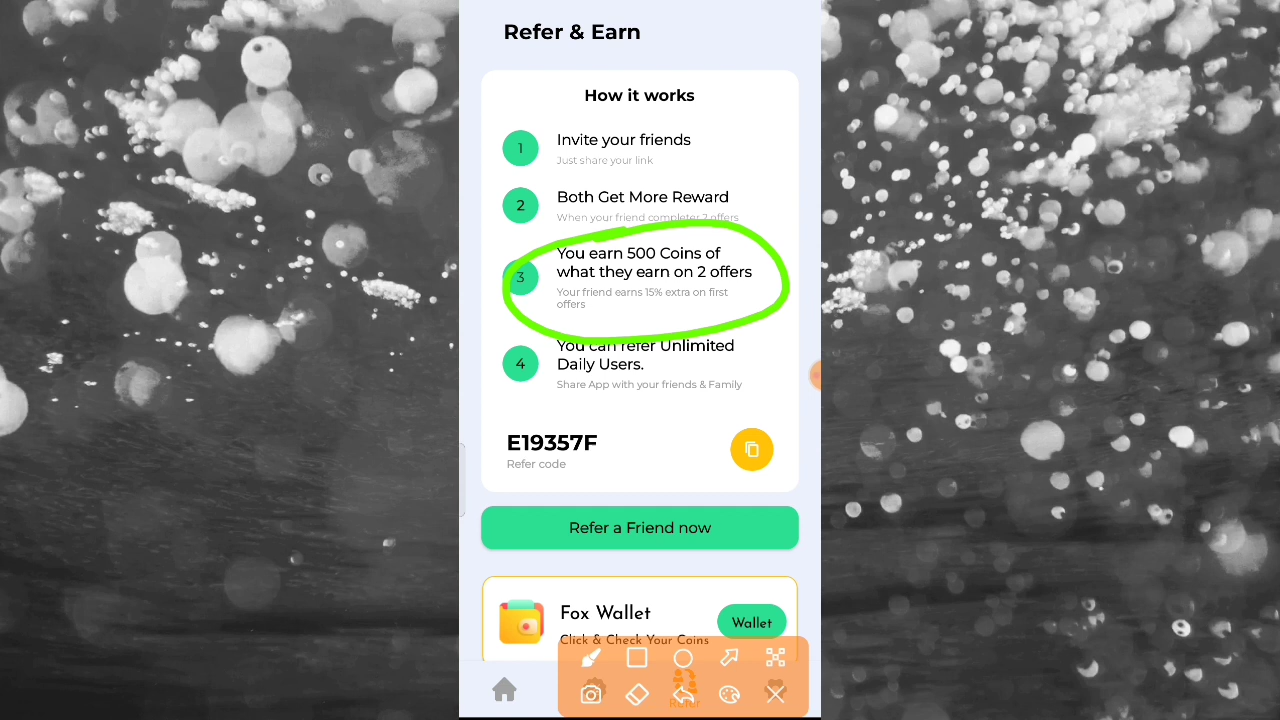 Refer & Earn
How it works
1
Invite your friends
Just share your link
2
Both Get More Reward
When your friend completer 2 offers
3
You earn 500 Coins of
what they earn on 2 offers
Your friend earns 15% extra on first
offers
4
You can refer Unlimited
Daily Users.
Share App with your friends & Family
E19357F
Refer code
Refer a Friend now
Fox Wallet
Wallet
Click & Check Your Coins
Refer